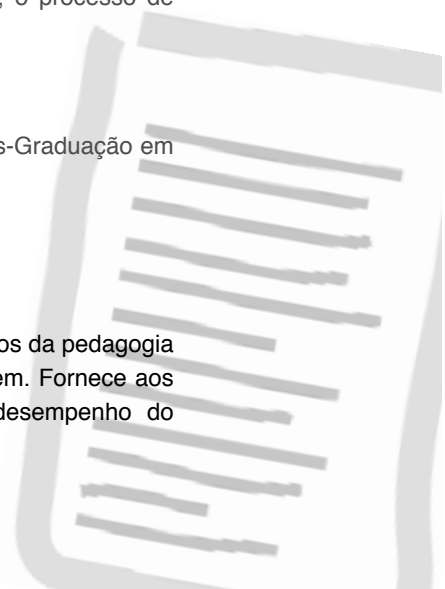 o processo de
s-Graduação em
os da pedagogia
em. Fornece aos
desempenho do